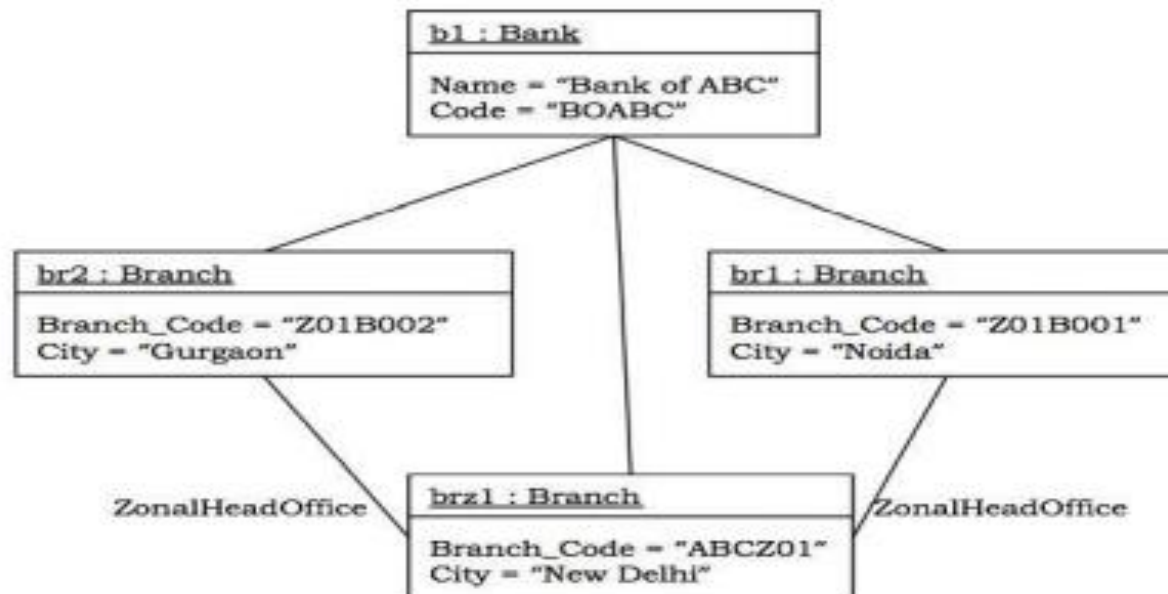 b1 : Bank
Name = "Bank of ABC"
Code = "BOABC"
br2 : Branch
Branch_Code = "Z01B002"
City = "Gurgaon"
br1 : Branch
Branch_Code = "Z01B001"
City = "Noida"
ZonalHeadOffice
brz1 : Branch
Branch_Code = "ABCZ01"
City = "New Delhi"
ZonalHeadOffice